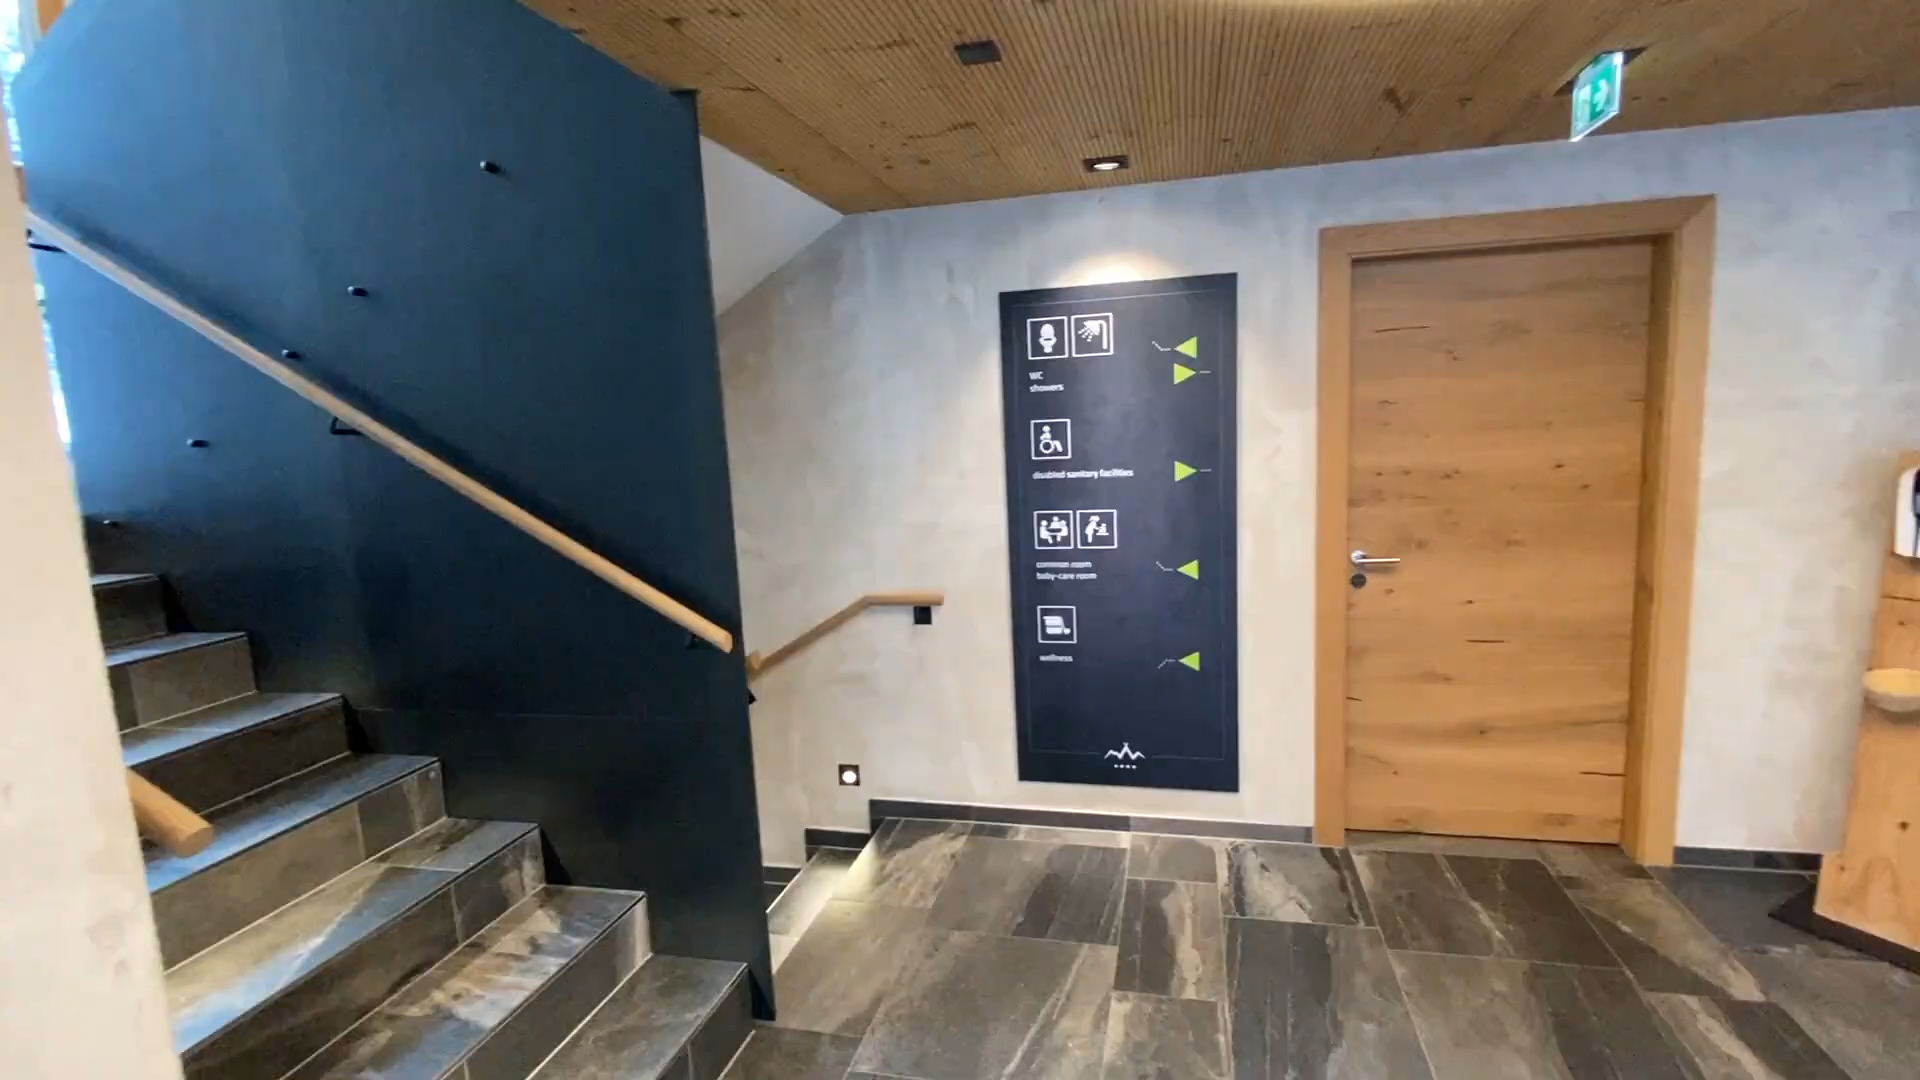 WC
showers
disabled sanitary facilities
common room
baby-care room
wellness